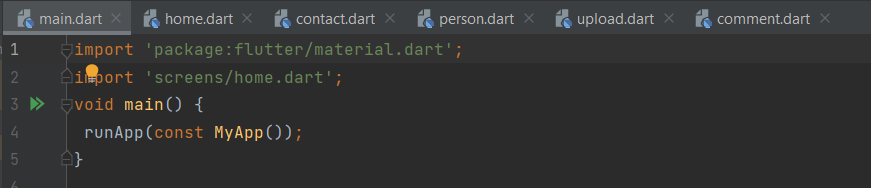 main.dart home.dart contact.dart person.dart upload.dart comment.dart
1 import 'package:flutter/material.dart';
2 import 'screens/home.dart';
3 void main() {
4 runApp(const MyApp());
5 }
6